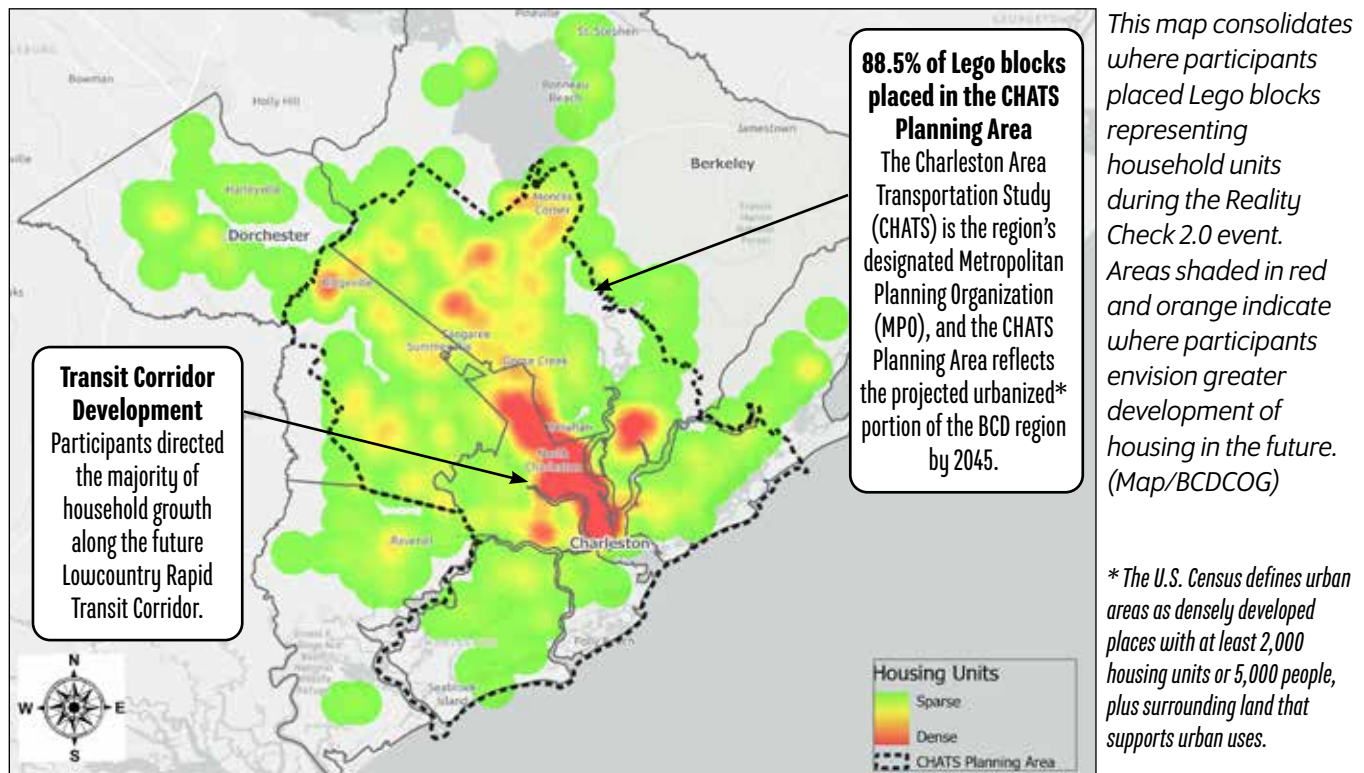 Pineville
GEORGETOWN
St. Stephen
Bowman
Holly Hill
Bonneau
Beach
Jamestown
Berkeley
Harleyville
Dorchester
Moncks
Corner
Ridgeville
Sangaree
Summerville
Goose Creek
Hanahan
North
Charleston
Charleston
Ravenel
Folly Beach
Seabrook
Island
88.5% of Lego blocks
placed in the CHATS
Planning Area
The Charleston Area
Transportation Study
(CHATS) is the region's
designated Metropolitan
Planning Organization
(MPO), and the CHATS
Planning Area reflects
the projected urbanized*
portion of the BCD region
by 2045.
Transit Corridor
Development
Participants directed
the majority of
household growth
along the future
Lowcountry Rapid
Transit Corridor.
N
W
E
S
Housing Units
Sparse
Dense
CHATS Planning Area
This map consolidates
where participants
placed Lego blocks
representing
household units
during the Reality
Check 2.0 event.
Areas shaded in red
and orange indicate
where participants
envision greater
development of
housing in the future.
(Map/BCDCOG)
* The U.S. Census defines urban
areas as densely developed
places with at least 2,000
housing units or 5,000 people,
plus surrounding land that
supports urban uses.